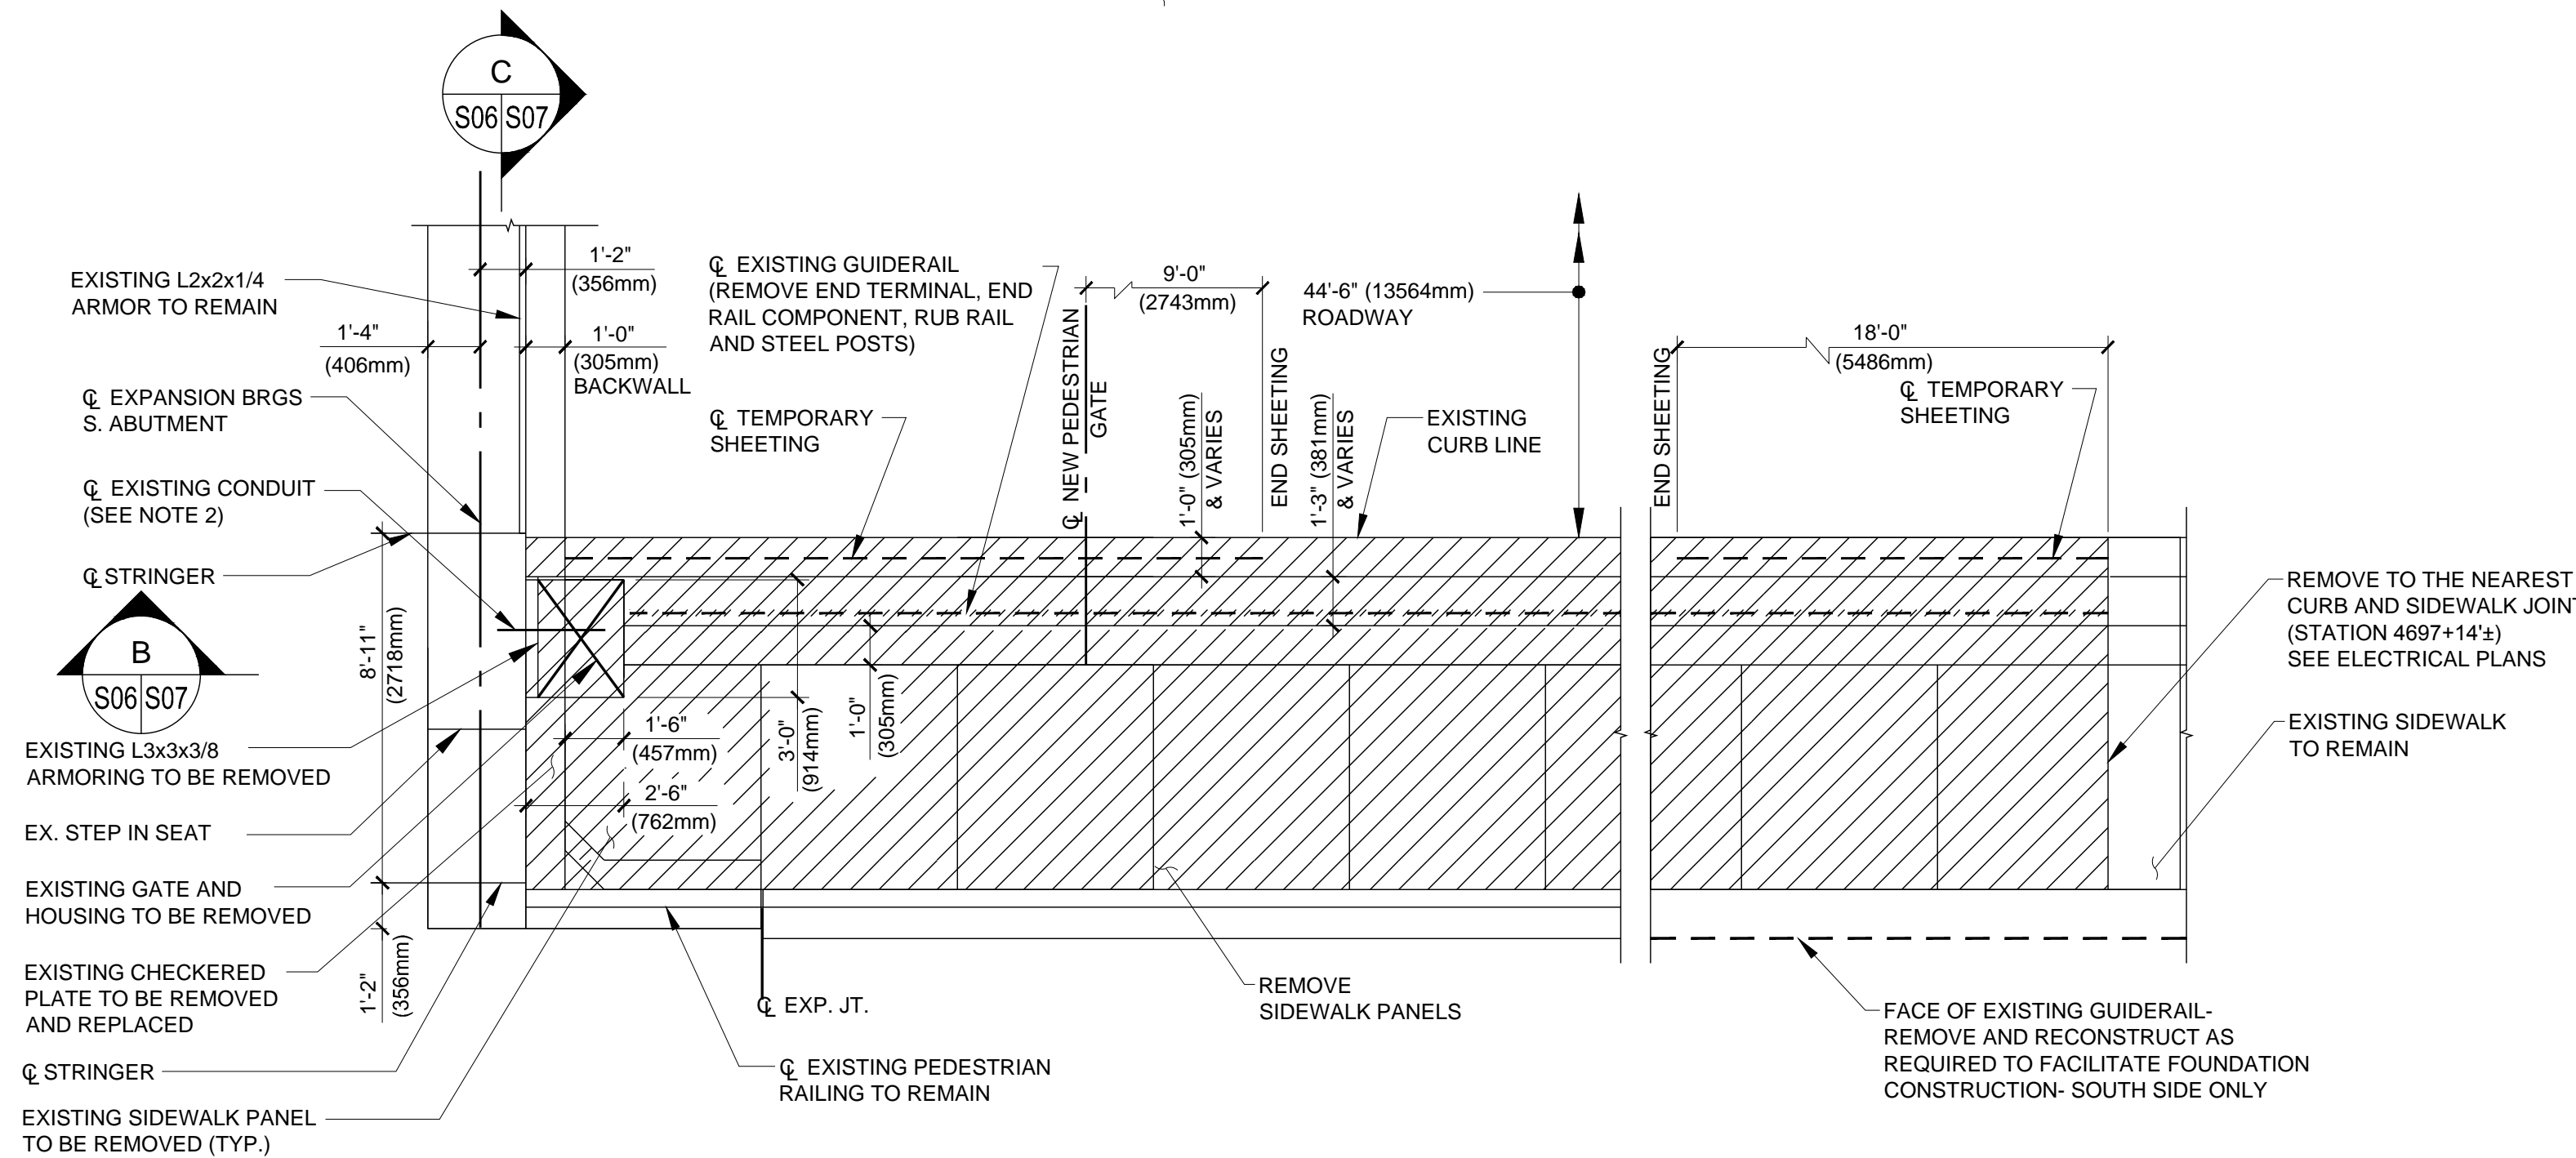 C
S06 S07
EXISTING L2x2x1/4
ARMOR TO REMAIN
1'-2"
(356mm)
1'-4"
(406mm)
1'-0"
(305mm)
BACKWALL
℄ EXISTING GUIDERAIL
(REMOVE END TERMINAL, END
RAIL COMPONENT, RUB RAIL
AND STEEL POSTS)
9'-0"
(2743mm)
44'-6" (13564mm)
ROADWAY
18'-0"
(5486mm)
℄ TEMPORARY
SHEETING
℄ EXPANSION BRGS
S. ABUTMENT
℄ TEMPORARY
SHEETING
℄ NEW PEDESTRIAN
GATE
1'-0" (305mm)
& VARIES
END SHEETING
1'-3" (381mm)
& VARIES
EXISTING
CURB LINE
END SHEETING
℄ EXISTING CONDUIT
(SEE NOTE 2)
℄ STRINGER
B
S06 S07
8'-11"
(2718mm)
REMOVE TO THE NEAREST
CURB AND SIDEWALK JOINT
(STATION 4697+14'±)
SEE ELECTRICAL PLANS
EXISTING L3x3x3/8
ARMORING TO BE REMOVED
1'-6"
(457mm)
3'-0"
(914mm)
1'-0"
(305mm)
2'-6"
(762mm)
EXISTING SIDEWALK
TO REMAIN
EX. STEP IN SEAT
EXISTING GATE AND
HOUSING TO BE REMOVED
EXISTING CHECKERED
PLATE TO BE REMOVED
AND REPLACED
1'-2"
(356mm)
℄ EXP. JT.
REMOVE
SIDEWALK PANELS
℄ STRINGER
℄ EXISTING PEDESTRIAN
RAILING TO REMAIN
FACE OF EXISTING GUIDERAIL-
REMOVE AND RECONSTRUCT AS
REQUIRED TO FACILITATE FOUNDATION
CONSTRUCTION- SOUTH SIDE ONLY
EXISTING SIDEWALK PANEL
TO BE REMOVED (TYP.)